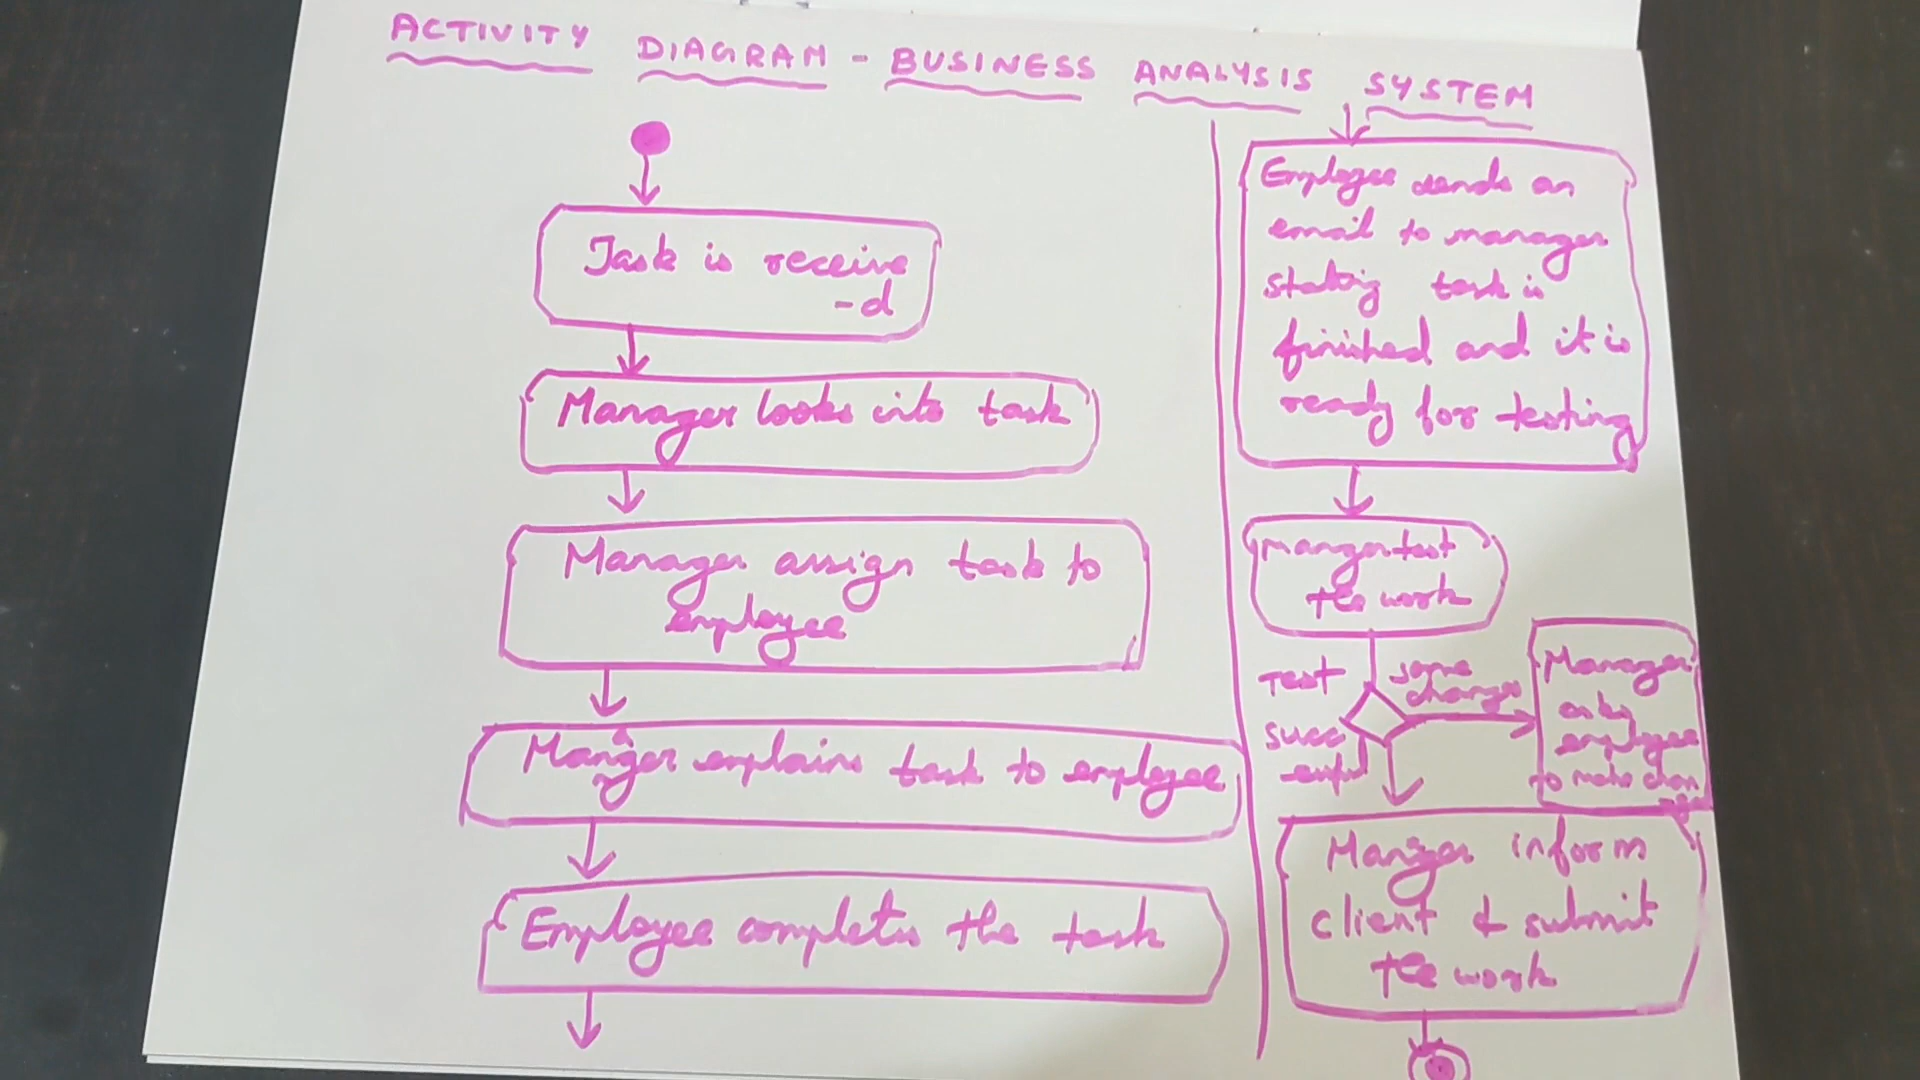 ACTIVITY DIAGRAM - BUSINESS ANALYSIS SYSTEM
Task is receive
-d
Manager looks into task
Manager assign task to
employee
Manager explains task to employee
Employee completes the task
Employee sends an
email to manager
stating task is
finished and it is
ready for testing
manger test
the work
Test
succ
-esful
some
changes
Manager
asks
employee
to make chan
-ges
Manger inform
client & submit
the work